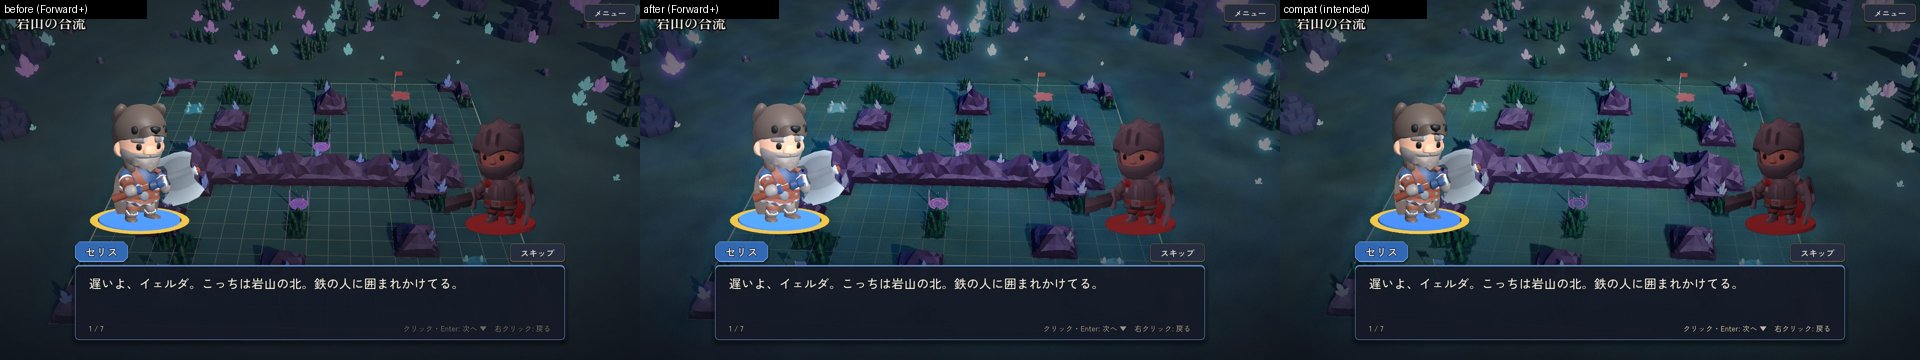 before (Forward+)
メニュー
岩山の合流
セリス
スキップ
遅いよ、イェルダ。こっちは岩山の北。鉄の人に囲まれかけてる。
1 / 7
クリック・Enter: 次へ ▼ 右クリック: 戻る
after (Forward+)
メニュー
岩山の合流
セリス
スキップ
遅いよ、イェルダ。こっちは岩山の北。鉄の人に囲まれかけてる。
1 / 7
クリック・Enter: 次へ ▼ 右クリック: 戻る
compat (intended)
メニュー
岩山の合流
セリス
スキップ
遅いよ、イェルダ。こっちは岩山の北。鉄の人に囲まれかけてる。
1 / 7
クリック・Enter: 次へ ▼ 右クリック: 戻る